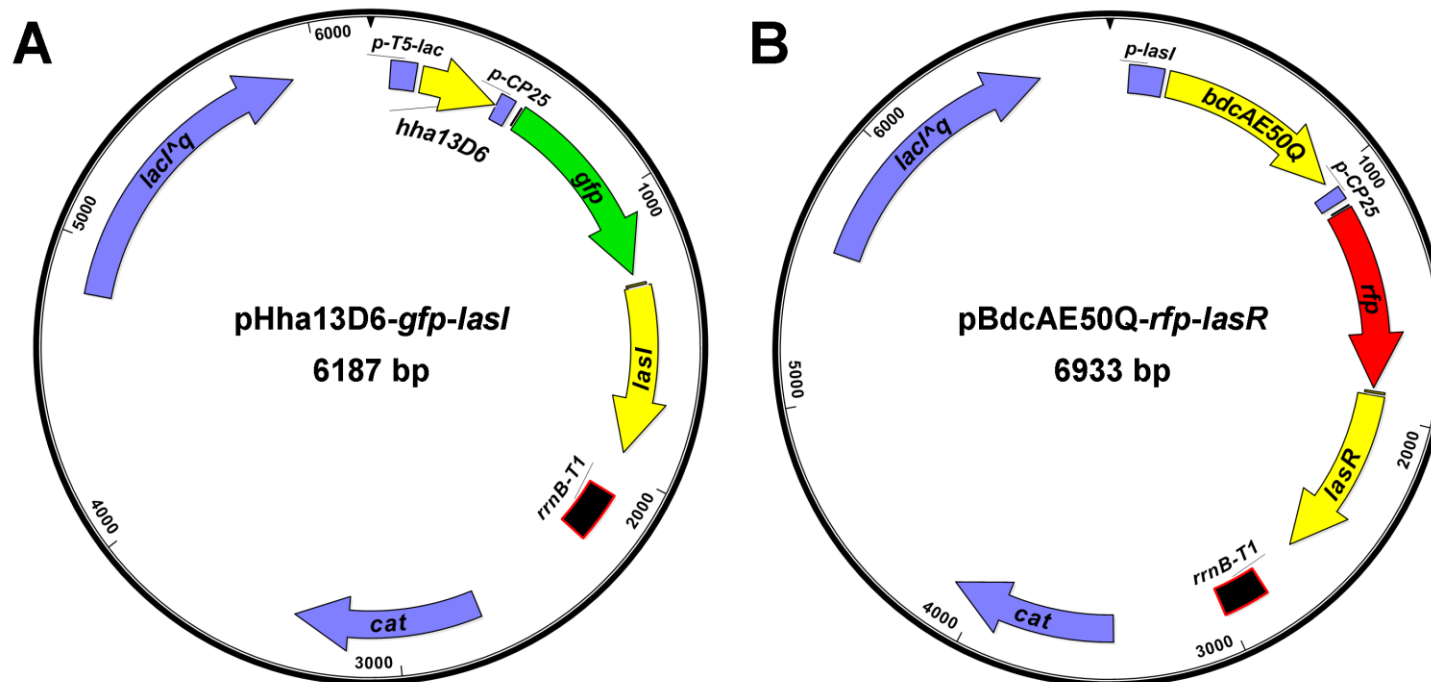 A
6000
p-T5-lac
p-CP25
hha13D6
lacI^q
gfp
1000
5000
pHha13D6-gfp-lasI
6187 bp
lasI
rrnB-T1
2000
4000
cat
3000
B
p-lasI
bdcAE50Q
6000
lacI^q
1000
p-CP25
rfp
pBdcAE50Q-rfp-lasR
6933 bp
5000
2000
lasR
rrnB-T1
cat
4000
3000